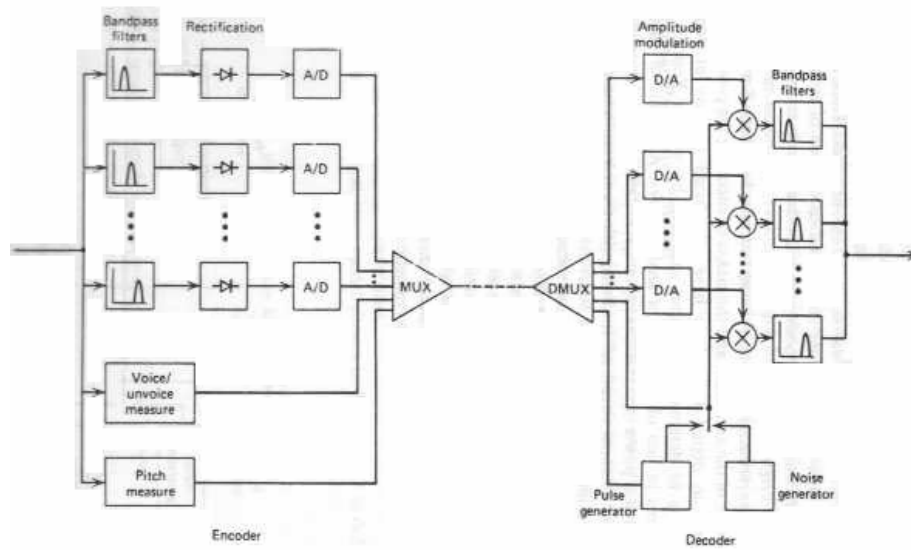 Bandpass
filters
Rectification
A/D
A/D
A/D
Voice/
unvoice
measure
Pitch
measure
MUX
Encoder
DMUX
Amplitude
modulation
D/A
D/A
D/A
Bandpass
filters
Pulse
generator
Noise
generator
Decoder